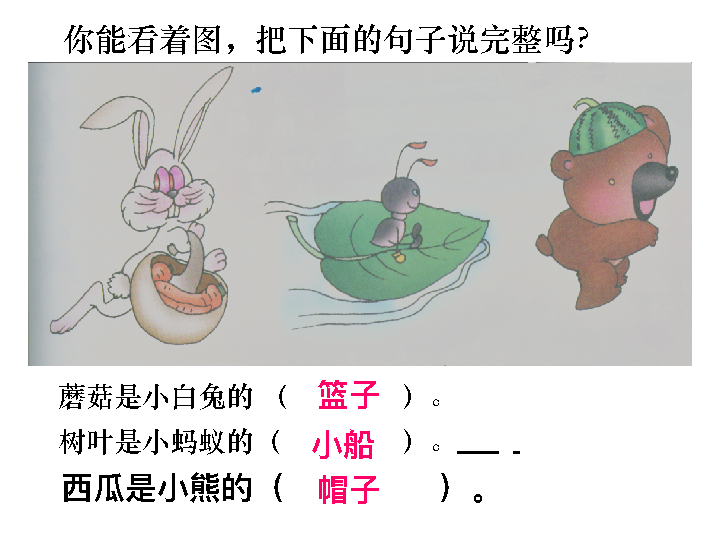 你能看着图，把下面的句子说完整吗?
蘑菇是小白兔的（ 篮子 ）。
树叶是小蚂蚁的（ 小船 ）。
西瓜是小熊的（ 帽子 ）。